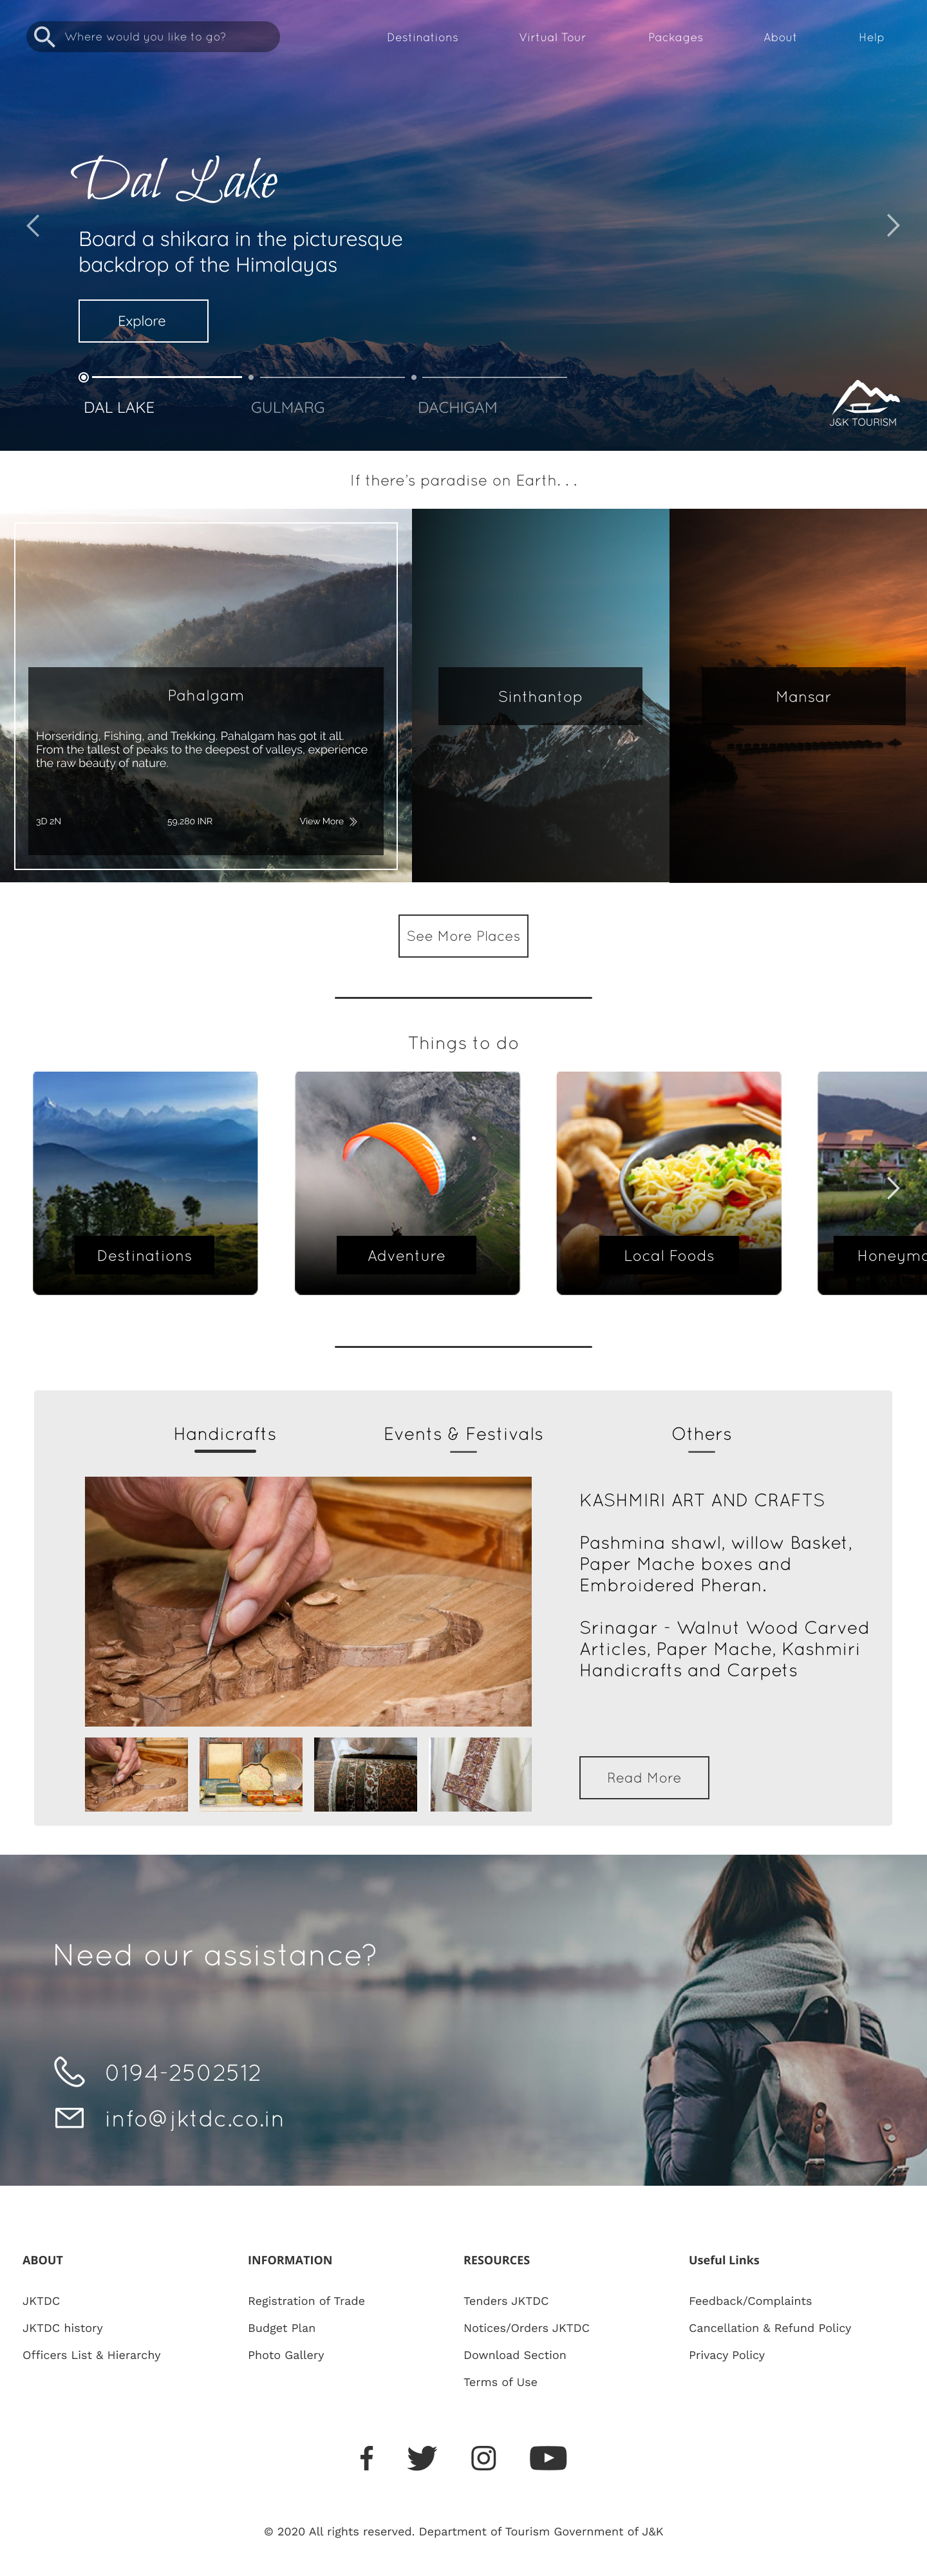 Where would you like to go?
Destinations
Virtual Tour
Packages
About
Help
Dal Lake
Board a shikara in the picturesque
backdrop of the Himalayas
Explore
DAL LAKE
GULMARG
DACHIGAM
J&K TOURISM
If there's paradise on Earth. . .
Pahalgam
Horseriding, Fishing, and Trekking. Pahalgam has got it all.
From the tallest of peaks to the deepest of valleys, experience
the raw beauty of nature.
3D 2N
59,280 INR
View More
Sinthantop
Mansar
See More Places
Things to do
Destinations
Adventure
Local Foods
Honeymo
Handicrafts
Events & Festivals
Others
KASHMIRI ART AND CRAFTS
Pashmina shawl, willow Basket,
Paper Mache boxes and
Embroidered Pheran.
Srinagar - Walnut Wood Carved
Articles, Paper Mache, Kashmiri
Handicrafts and Carpets
Read More
Need our assistance?
0194-2502512
info@jktdc.co.in
ABOUT
JKTDC
JKTDC history
Officers List & Hierarchy
INFORMATION
Registration of Trade
Budget Plan
Photo Gallery
RESOURCES
Tenders JKTDC
Notices/Orders JKTDC
Download Section
Terms of Use
Useful Links
Feedback/Complaints
Cancellation & Refund Policy
Privacy Policy
© 2020 All rights reserved. Department of Tourism Government of J&K